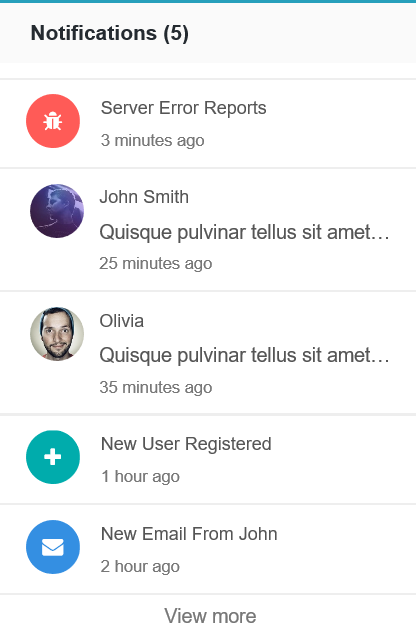 Notifications (5)
Server Error Reports
3 minutes ago
John Smith
Quisque pulvinar tellus sit amet…
25 minutes ago
Olivia
Quisque pulvinar tellus sit amet…
35 minutes ago
New User Registered
1 hour ago
New Email From John
2 hour ago
View more